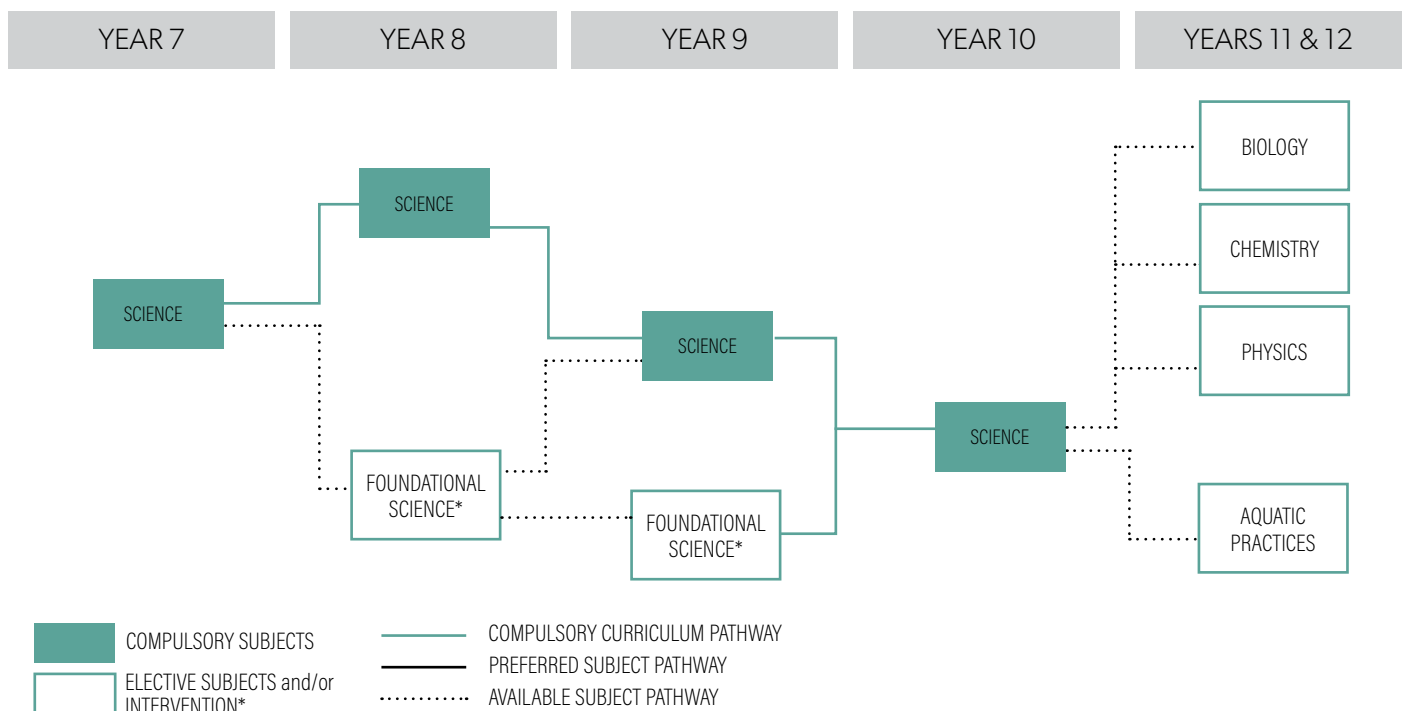 YEAR 7
YEAR 8
YEAR 9
YEAR 10
YEARS 11 & 12
SCIENCE
SCIENCE
FOUNDATIONAL
SCIENCE*
SCIENCE
FOUNDATIONAL
SCIENCE*
SCIENCE
BIOLOGY
CHEMISTRY
PHYSICS
AQUATIC
PRACTICES
COMPULSORY SUBJECTS
ELECTIVE SUBJECTS and/or
INTERVENTION*
COMPULSORY CURRICULUM PATHWAY
PREFERRED SUBJECT PATHWAY
AVAILABLE SUBJECT PATHWAY